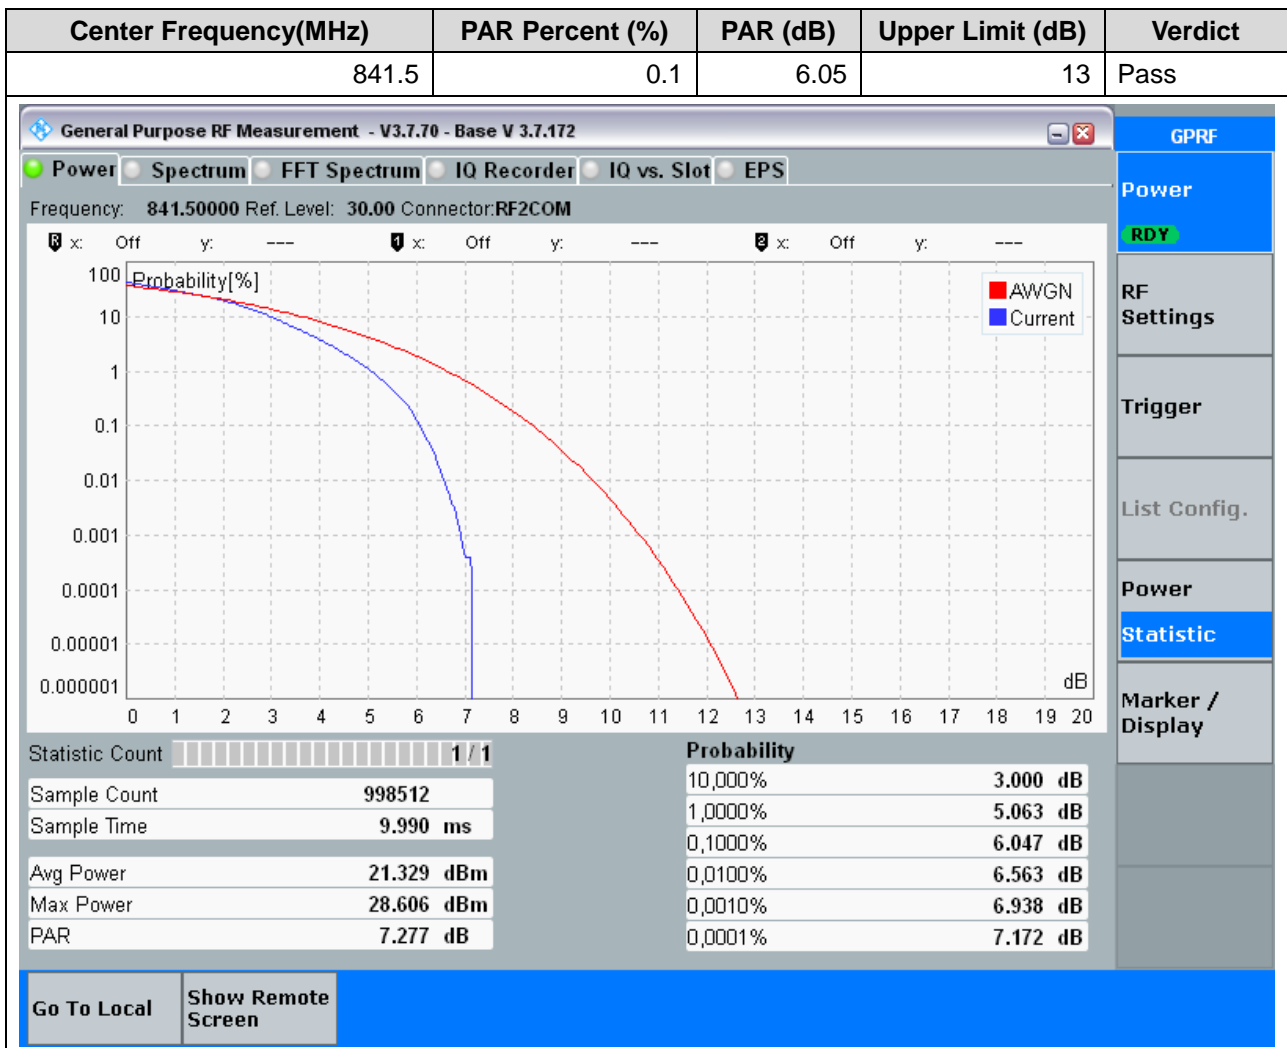 Center Frequency(MHz) PAR Percent (%) PAR (dB) Upper Limit (dB) Verdict
841.5 0.1 6.05 13 Pass
General Purpose RF Measurement - V3.7.70 - Base V 3.7.172
GPRF
Power Spectrum FFT Spectrum IQ Recorder IQ vs. Slot EPS
Frequency: 841.50000 Ref. Level: 30.00 Connector:RF2COM
R x: Off y: --- 1 x: Off y: --- 2 x: Off y: ---
Probability[%]
AWGN
Current
100
10
1
0.1
0.01
0.001
0.0001
0.00001
0.000001
dB
0 1 2 3 4 5 6 7 8 9 10 11 12 13 14 15 16 17 18 19 20
Statistic Count 1 / 1
Sample Count 998512
Sample Time 9.990 ms
Avg Power 21.329 dBm
Max Power 28.606 dBm
PAR 7.277 dB
Probability
10,000% 3.000 dB
1,0000% 5.063 dB
0,1000% 6.047 dB
0,0100% 6.563 dB
0,0010% 6.938 dB
0,0001% 7.172 dB
Power
RDY
RF
Settings
Trigger
List Config.
Power
Statistic
Marker /
Display
Go To Local
Show Remote
Screen